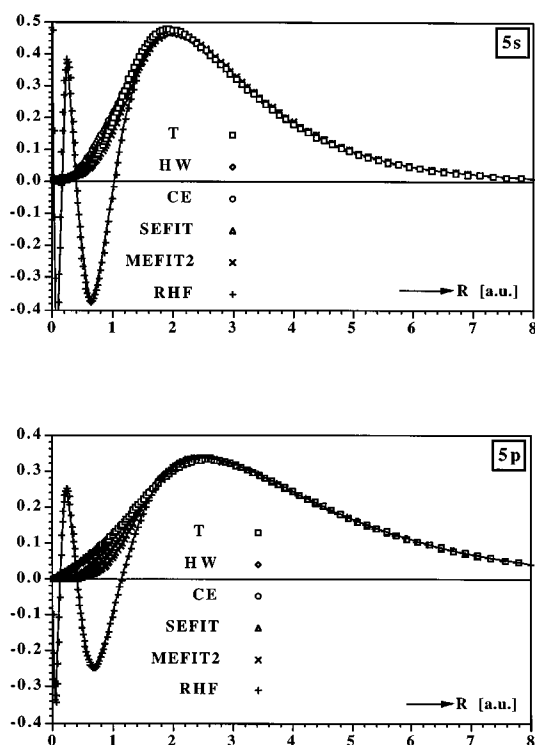 0.5
5s
0.4
0.3
0.2
T
0.1
HW
0.0
CE
-0.1
SEFIT
-0.2
MEFIT2
-0.3
RHF
R [a.u.]
-0.4
0 1 2 3 4 5 6 7 8
0.4
5p
0.3
0.2
T
0.1
HW
0.0
CE
-0.1
SEFIT
-0.2
MEFIT2
-0.3
RHF
R [a.u.]
-0.4
0 1 2 3 4 5 6 7 8